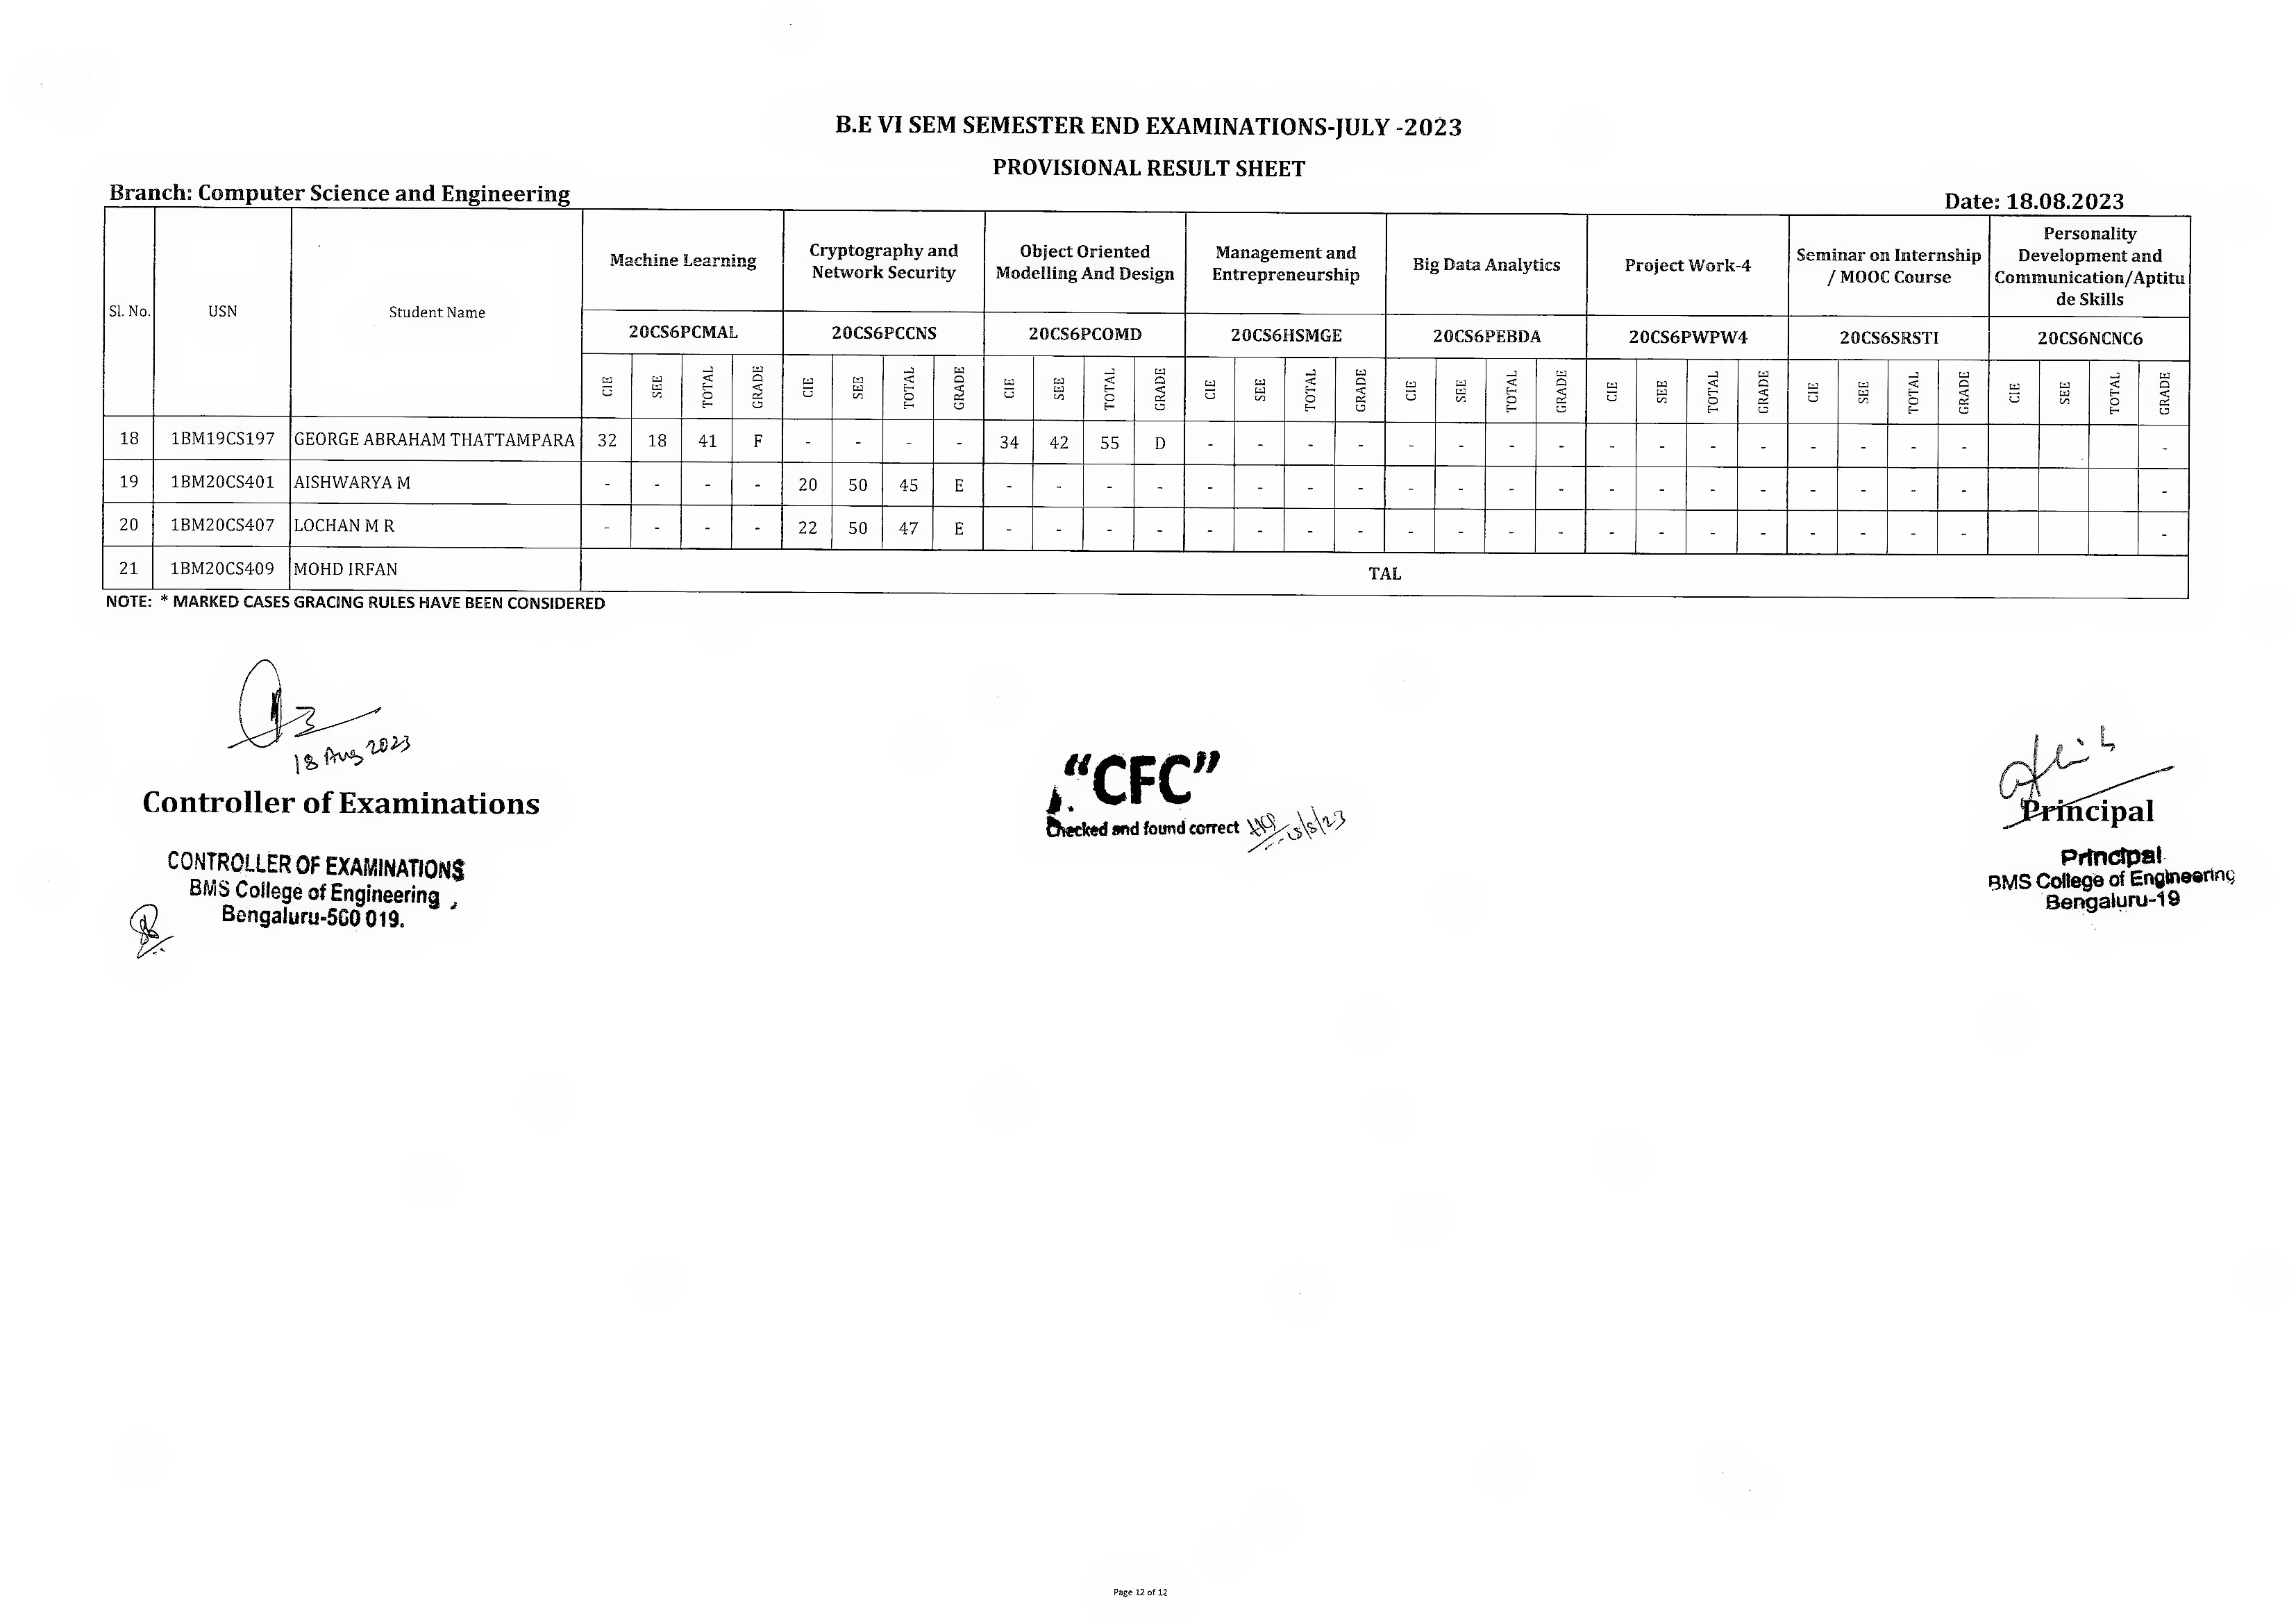 B.E VI SEM SEMESTER END EXAMINATIONS-JULY -2023
PROVISIONAL RESULT SHEET
Branch: Computer Science and Engineering
Date: 18.08.2023
Sl. No. USN Student Name Machine Learning Cryptography and Network Security Object Oriented Modelling And Design Management and Entrepreneurship Big Data Analytics Project Work-4 Seminar on Internship / MOOC Course Personality Development and Communication/Aptitu de Skills
20CS6PCMAL 20CS6PCCNS 20CS6PCOMD 20CS6HSMGE 20CS6PEBDA 20CS6PWPW4 20CS6SRSTI 20CS6NCNC6
CIE SEE TOTAL GRADE CIE SEE TOTAL GRADE CIE SEE TOTAL GRADE CIE SEE TOTAL GRADE CIE SEE TOTAL GRADE CIE SEE TOTAL GRADE CIE SEE TOTAL GRADE CIE SEE TOTAL GRADE
18 1BM19CS197 GEORGE ABRAHAM THATTAMPARA 32 18 41 F - - - - 34 42 55 D - - - - - - - - - - - - - - - - -
19 1BM20CS401 AISHWARYA M - - - - 20 50 45 E - - - - - - - - - - - - - - - - - - - - -
20 1BM20CS407 LOCHAN M R - - - - 22 50 47 E - - - - - - - - - - - - - - - - - - - - -
21 1BM20CS409 MOHD IRFAN TAL
NOTE: * MARKED CASES GRACING RULES HAVE BEEN CONSIDERED
18 Aug 2023
Controller of Examinations
CONTROLLER OF EXAMINATIONS
BMS College of Engineering
Bengaluru-560 019.
"CFC"
Checked and found correct
18/8/23
Principal
Principal
BMS College of Engineering
Bengaluru-19
Page 12 of 12